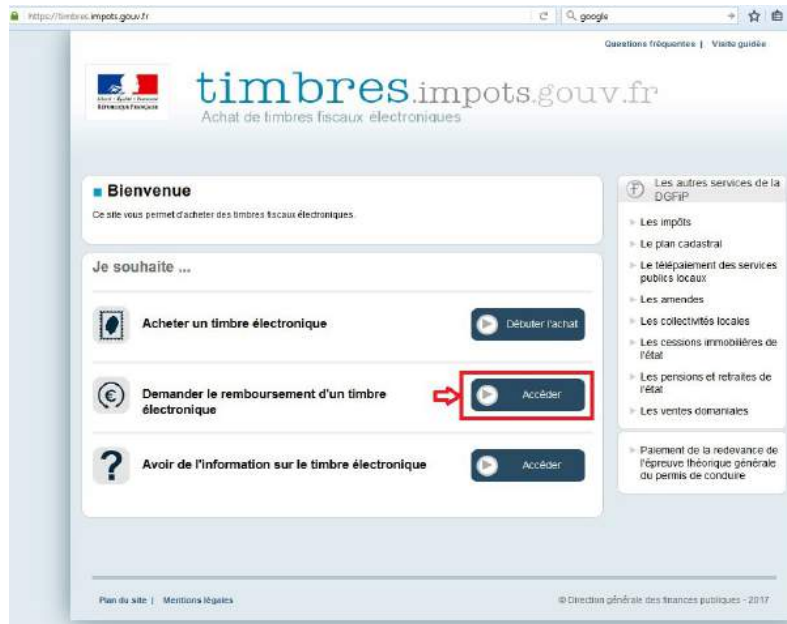 https://timbres.impots.gouv.fr
google
Questions fréquentes | Visite guidée
Liberté • Égalité • Fraternité
RÉPUBLIQUE FRANÇAISE
timbres.impots.gouv.fr
Achat de timbres fiscaux électroniques
Bienvenue
Ce site vous permet d'acheter des timbres fiscaux électroniques.
Je souhaite ...
Acheter un timbre électronique
Débuter l'achat
Demander le remboursement d'un timbre
électronique
Accéder
Avoir de l'information sur le timbre électronique
Accéder
Les autres services de la
DGFiP
Les impôts
Le plan cadastral
Le télépaiement des services
publics locaux
Les amendes
Les collectivités locales
Les cessions immobilières de
l'état
Les pensions et retraites de
l'état
Les ventes domaniales
Paiement de la redevance de
l'épreuve théorique générale
du permis de conduire
Plan du site | Mentions légales
© Direction générale des finances publiques - 2017